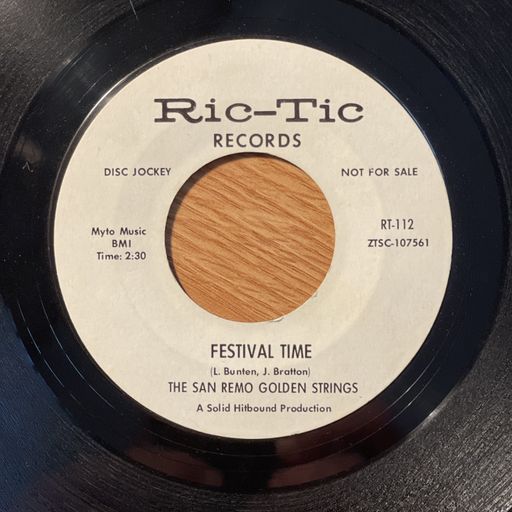 Ric-Tic
RECORDS
DISC JOCKEY
NOT FOR SALE
Myto Music
BMI
Time: 2:30
RT-112
ZTSC-107561
FESTIVAL TIME
(L. Bunten, J. Bratton)
THE SAN REMO GOLDEN STRINGS
A Solid Hitbound Production